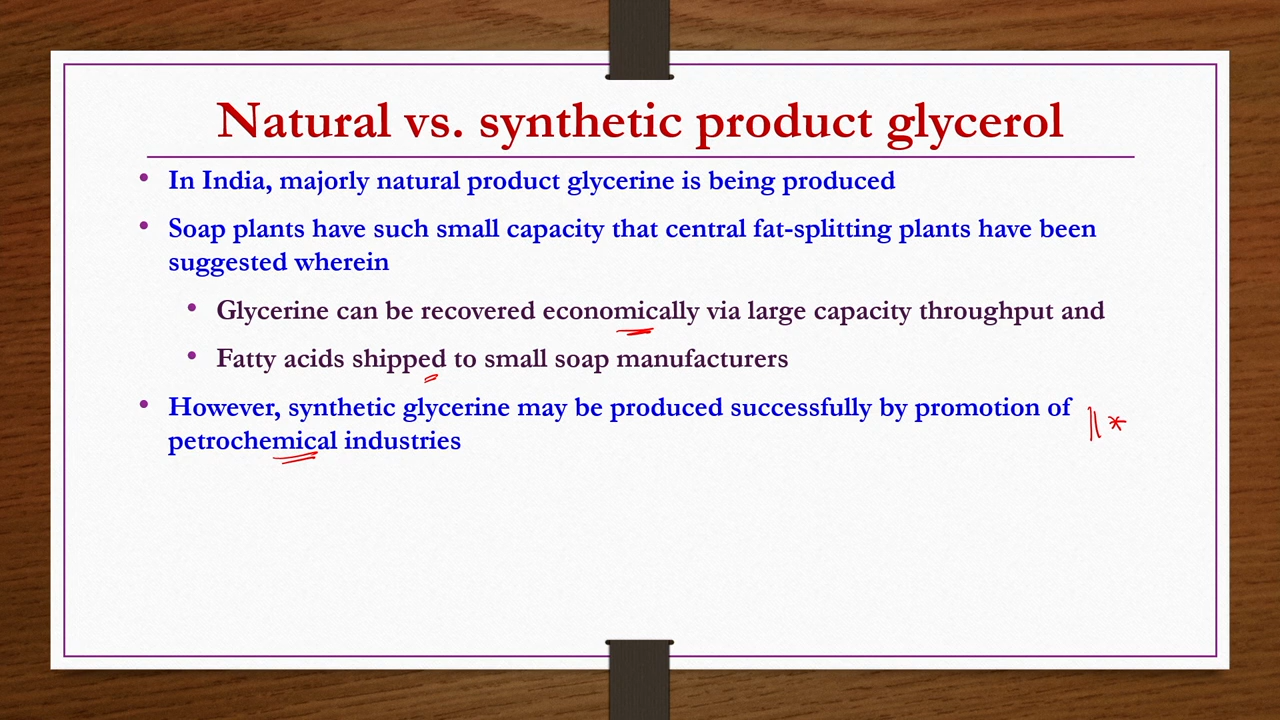 Natural vs. synthetic product glycerol
• In India, majorly natural product glycerine is being produced
• Soap plants have such small capacity that central fat-splitting plants have been
suggested wherein
• Glycerine can be recovered economically via large capacity throughput and
• Fatty acids shipped to small soap manufacturers
• However, synthetic glycerine may be produced successfully by promotion of
petrochemical industries